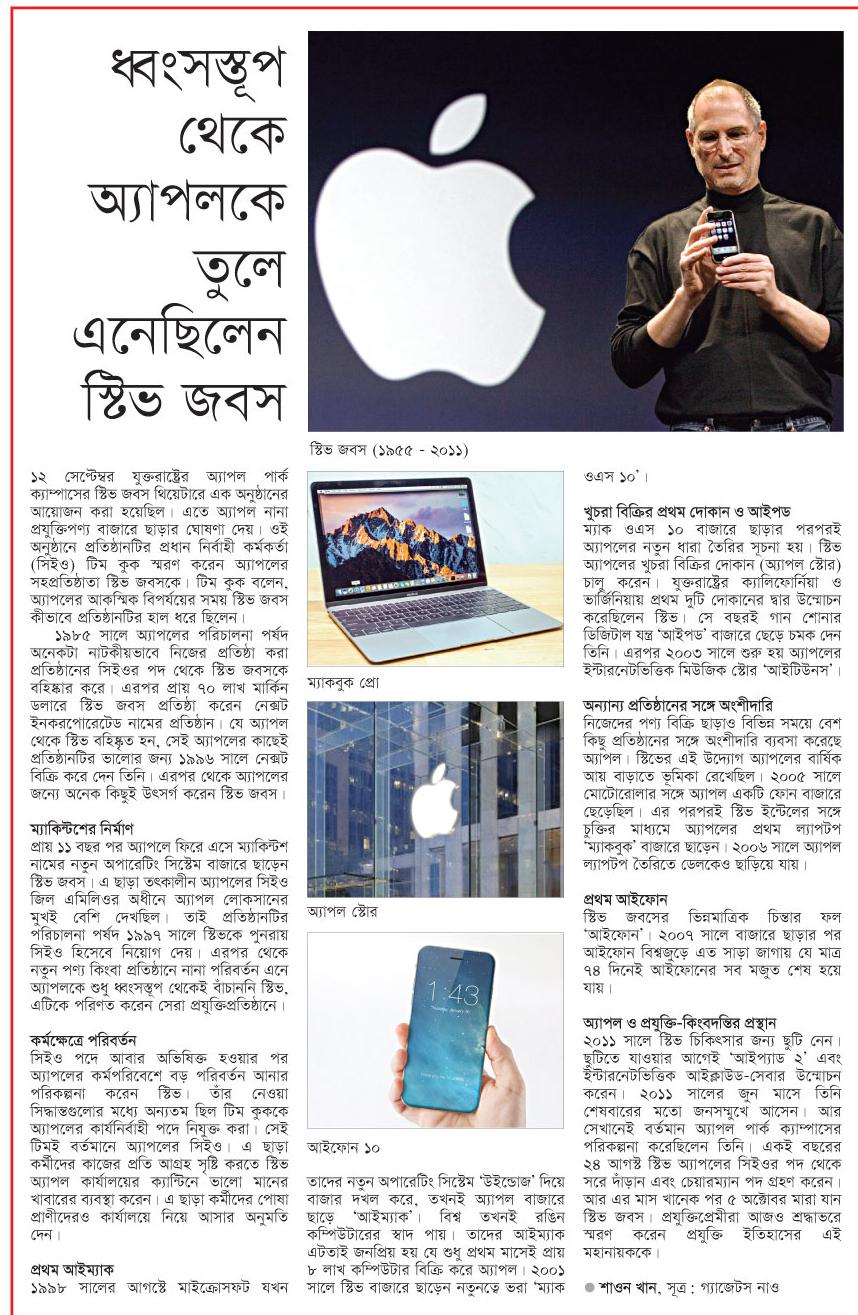 ধ্বংসস্তূপ
থেকে
অ্যাপলকে
তুলে
এনেছিলেন
স্টিভ জবস
স্টিভ জবস (১৯৫৫ - ২০১১)
১২ সেপ্টেম্বর যুক্তরাষ্ট্রের অ্যাপল পার্ক
ক্যাম্পাসের স্টিভ জবস থিয়েটারে এক অনুষ্ঠানের
আয়োজন করা হয়েছিল। এতে অ্যাপল নানা
প্রযুক্তিপণ্য বাজারে ছাড়ার ঘোষণা দেয়। ওই
অনুষ্ঠানে প্রতিষ্ঠানটির প্রধান নির্বাহী কর্মকর্তা
(সিইও) টিম কুক স্মরণ করেন অ্যাপলের
সহপ্রতিষ্ঠাতা স্টিভ জবসকে। টিম কুক বলেন,
অ্যাপলের আকস্মিক বিপর্যয়ের সময় স্টিভ জবস
কীভাবে প্রতিষ্ঠানটির হাল ধরে ছিলেন।
১৯৮৫ সালে অ্যাপলের পরিচালনা পর্ষদ
অনেকটা নাটকীয়ভাবে নিজের প্রতিষ্ঠা করা
প্রতিষ্ঠানের সিইওর পদ থেকে স্টিভ জবসকে
বহিষ্কার করে। এরপর প্রায় ৭০ লাখ মার্কিন
ডলারে স্টিভ জবস প্রতিষ্ঠা করেন নেক্সট
ইনকরপোরেটেড নামের প্রতিষ্ঠান। যে অ্যাপল
থেকে স্টিভ বহিষ্কৃত হন, সেই অ্যাপলের কাছেই
প্রতিষ্ঠানটির ভালোর জন্য ১৯৯৬ সালে নেক্সট
বিক্রি করে দেন তিনি। এরপর থেকে অ্যাপলের
জন্যে অনেক কিছুই উৎসর্গ করেন স্টিভ জবস।
ম্যাকিন্টশের নির্মাণ
প্রায় ১১ বছর পর অ্যাপলে ফিরে এসে ম্যাকিন্টশ
নামের নতুন অপারেটিং সিস্টেম বাজারে ছাড়েন
স্টিভ জবস। এ ছাড়া তৎকালীন অ্যাপলের সিইও
জিল এমিলিওর অধীনে অ্যাপল লোকসানের
মুখই বেশি দেখছিল। তাই প্রতিষ্ঠানটির
পরিচালনা পর্ষদ ১৯৯৭ সালে স্টিভকে পুনরায়
সিইও হিসেবে নিয়োগ দেয়। এরপর থেকে
নতুন পণ্য কিংবা প্রতিষ্ঠানে নানা পরিবর্তন এনে
অ্যাপলকে শুধু ধ্বংসস্তূপ থেকেই বাঁচাননি স্টিভ,
এটিকে পরিণত করেন সেরা প্রযুক্তিপ্রতিষ্ঠানে।
কর্মক্ষেত্রে পরিবর্তন
সিইও পদে আবার অভিষিক্ত হওয়ার পর
অ্যাপলের কর্মপরিবেশে বড় পরিবর্তন আনার
পরিকল্পনা করেন স্টিভ। তাঁর নেওয়া
সিদ্ধান্তগুলোর মধ্যে অন্যতম ছিল টিম কুককে
অ্যাপলের কার্যনির্বাহী পদে নিযুক্ত করা। সেই
টিমই বর্তমানে অ্যাপলের সিইও। এ ছাড়া
কর্মীদের কাজের প্রতি আগ্রহ সৃষ্টি করতে স্টিভ
অ্যাপল কার্যালয়ের ক্যান্টিনে ভালো মানের
খাবারের ব্যবস্থা করেন। এ ছাড়া কর্মীদের পোষা
প্রাণীদেরও কার্যালয়ে নিয়ে আসার অনুমতি
দেন।
প্রথম আইম্যাক
১৯৯৮ সালের আগস্টে মাইক্রোসফট যখন
ম্যাকবুক প্রো
অ্যাপল স্টোর
1:43
আইফোন ১০
তাদের নতুন অপারেটিং সিস্টেম ‘উইন্ডোজ’ দিয়ে
বাজার দখল করে, তখনই অ্যাপল বাজারে
ছাড়ে ‘আইম্যাক’। বিশ্ব তখনই রঙিন
কম্পিউটারের স্বাদ পায়। তাদের আইম্যাক
এটতাই জনপ্রিয় হয় যে শুধু প্রথম মাসেই প্রায়
৮ লাখ কম্পিউটার বিক্রি করে অ্যাপল। ২০০১
সালে স্টিভ বাজারে ছাড়েন নতুনত্বে ভরা ‘ম্যাক
ওএস ১০’।
খুচরা বিক্রির প্রথম দোকান ও আইপড
ম্যাক ওএস ১০ বাজারে ছাড়ার পরপরই
অ্যাপলের নতুন ধারা তৈরির সূচনা হয়। স্টিভ
অ্যাপলের খুচরা বিক্রির দোকান (অ্যাপল স্টোর)
চালু করেন। যুক্তরাষ্ট্রের ক্যালিফোর্নিয়া ও
ভার্জিনিয়ায় প্রথম দুটি দোকানের দ্বার উন্মোচন
করেছিলেন স্টিভ। সে বছরই গান শোনার
ডিজিটাল যন্ত্র ‘আইপড’ বাজারে ছেড়ে চমক দেন
তিনি। এরপর ২০০৩ সালে শুরু হয় অ্যাপলের
ইন্টারনেটভিত্তিক মিউজিক স্টোর ‘আইটিউনস’।
অন্যান্য প্রতিষ্ঠানের সঙ্গে অংশীদারি
নিজেদের পণ্য বিক্রি ছাড়াও বিভিন্ন সময়ে বেশ
কিছু প্রতিষ্ঠানের সঙ্গে অংশীদারি ব্যবসা করেছে
অ্যাপল। স্টিভের এই উদ্যোগ অ্যাপলের বার্ষিক
আয় বাড়াতে ভূমিকা রেখেছিল। ২০০৫ সালে
মোটোরোলার সঙ্গে অ্যাপল একটি ফোন বাজারে
ছেড়েছিল। এর পরপরই স্টিভ ইন্টেলের সঙ্গে
চুক্তির মাধ্যমে অ্যাপলের প্রথম ল্যাপটপ
‘ম্যাকবুক’ বাজারে ছাড়েন। ২০০৬ সালে অ্যাপল
ল্যাপটপ তৈরিতে ডেলকেও ছাড়িয়ে যায়।
প্রথম আইফোন
স্টিভ জবসের ভিন্নমাত্রিক চিন্তার ফল
‘আইফোন’। ২০০৭ সালে বাজারে ছাড়ার পর
আইফোন বিশ্বজুড়ে এত সাড়া জাগায় যে মাত্র
৭৪ দিনেই আইফোনের সব মজুত শেষ হয়ে
যায়।
অ্যাপল ও প্রযুক্তি-কিংবদন্তির প্রস্থান
২০১১ সালে স্টিভ চিকিৎসার জন্য ছুটি নেন।
ছুটিতে যাওয়ার আগেই ‘আইপ্যাড ২’ এবং
ইন্টারনেটভিত্তিক আইক্লাউড-সেবার উন্মোচন
করেন। ২০১১ সালের জুন মাসে তিনি
শেষবারের মতো জনসম্মুখে আসেন। আর
সেখানেই বর্তমান অ্যাপল পার্ক ক্যাম্পাসের
পরিকল্পনা করেছিলেন তিনি। একই বছরের
২৪ আগস্ট স্টিভ অ্যাপলের সিইওর পদ থেকে
সরে দাঁড়ান এবং চেয়ারম্যান পদ গ্রহণ করেন।
আর এর মাস খানেক পর ৫ অক্টোবর মারা যান
স্টিভ জবস। প্রযুক্তিপ্রেমীরা আজও শ্রদ্ধাভরে
স্মরণ করেন প্রযুক্তি ইতিহাসের এই
মহানায়ককে।
● শাওন খান, সূত্র : গ্যাজেটস নাও